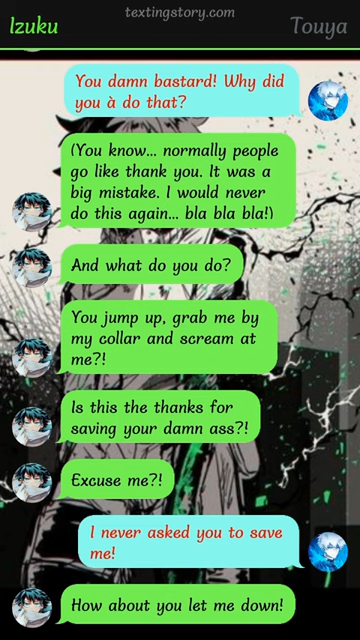 textingstory.com
Izuku
Touya
You damn bastard! Why did
you à do that?
(You know... normally people
go like thank you. It was a
big mistake. I would never
do this again... bla bla bla!)
And what do you do?
You jump up, grab me by
my collar and scream at
me?!
Is this the thanks for
saving your damn ass?!
Excuse me?!
I never asked you to save
me!
How about you let me down!